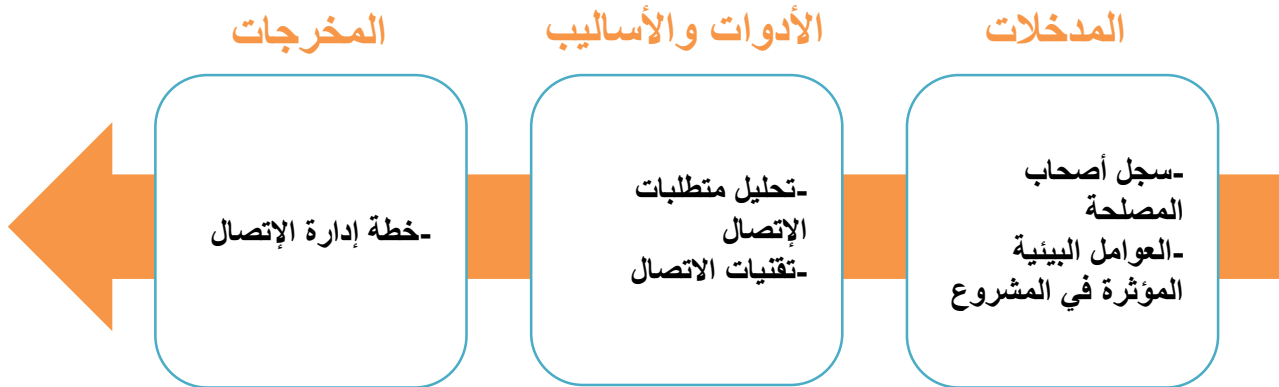 المدخلات
-سجل أصحاب
المصلحة
-العوامل البيئية
المؤثرة في المشروع
الأدوات والأساليب
-تحليل متطلبات
الإتصال
-تقنيات الاتصال
المخرجات
-خطة إدارة الإتصال